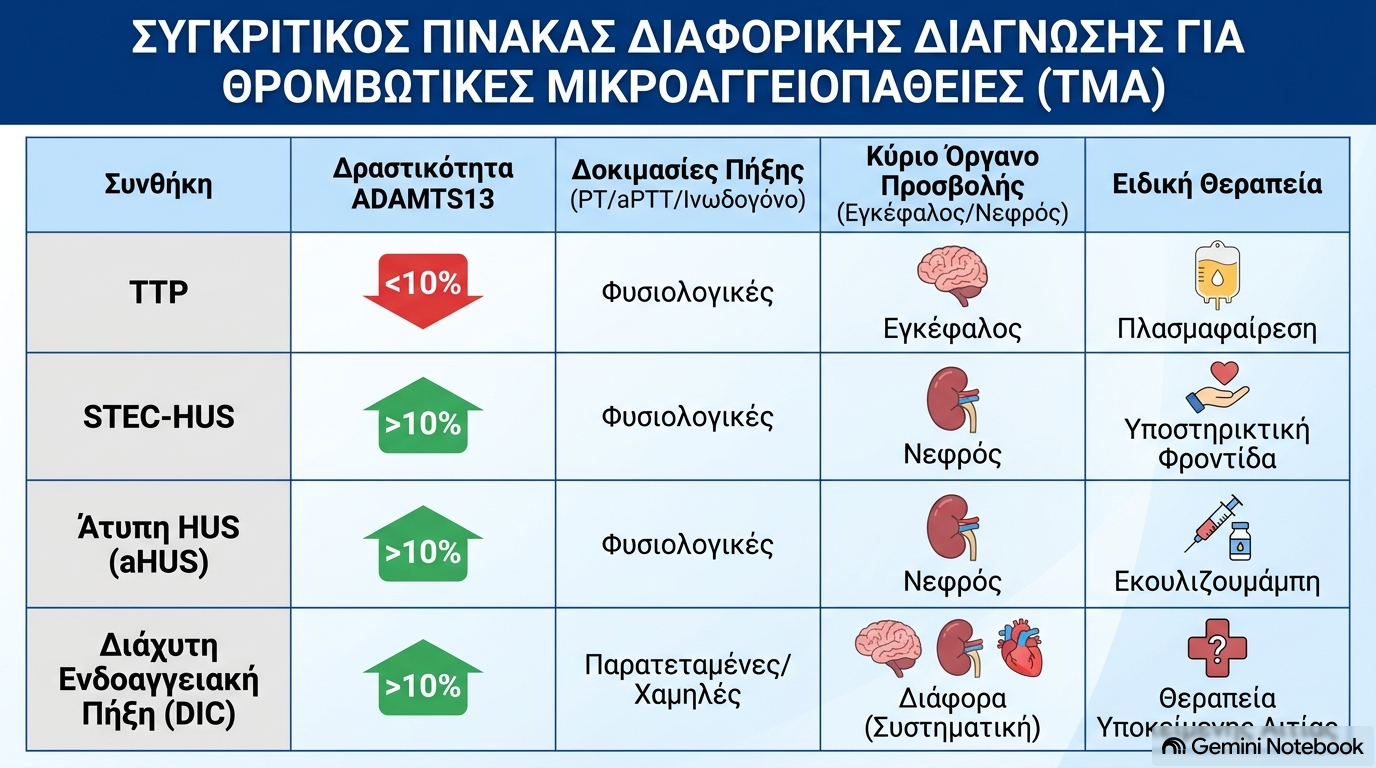 ΣΥΓΚΡΙΤΙΚΟΣ ΠΙΝΑΚΑΣ ΔΙΑΦΟΡΙΚΗΣ ΔΙΑΓΝΩΣΗΣ ΓΙΑ
ΘΡΟΜΒΩΤΙΚΕΣ ΜΙΚΡΟΑΓΓΕΙΟΠΑΘΕΙΕΣ (TMA)
Συνθήκη
Δραστικότητα
ADAMTS13
Δοκιμασίες Πήξης
(PT/aPTT/Ινωδογόνο)
Κύριο Όργανο
Προσβολής
(Εγκέφαλος/Νεφρός)
Ειδική Θεραπεία
TTP
<10%
Φυσιολογικές
Εγκέφαλος
Πλασμαφαίρεση
STEC-HUS
>10%
Φυσιολογικές
Νεφρός
Υποστηρικτική
Φροντίδα
Άτυπη HUS
(aHUS)
>10%
Φυσιολογικές
Νεφρός
Εκουλιζουμάμπη
Διάχυτη
Ενδοαγγειακή
Πήξη (DIC)
>10%
Παρατεταμένες/
Χαμηλές
Διάφορα
(Συστηματική)
?
Θεραπεία
Υποκείμενης Αιτίας
Gemini Notebook